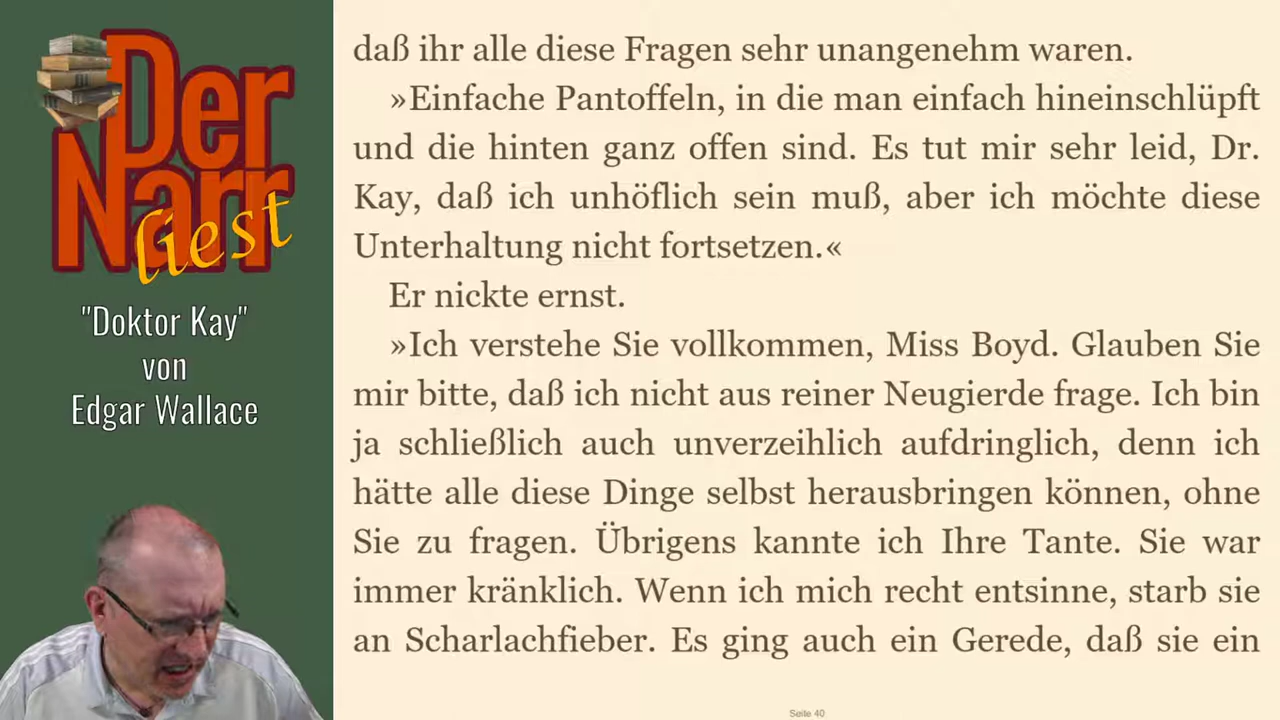 Der
Narr
liest
"Doktor Kay"
von
Edgar Wallace
daß ihr alle diese Fragen sehr unangenehm waren.
»Einfache Pantoffeln, in die man einfach hineinschlüpft
und die hinten ganz offen sind. Es tut mir sehr leid, Dr.
Kay, daß ich unhöflich sein muß, aber ich möchte diese
Unterhaltung nicht fortsetzen.«
Er nickte ernst.
»Ich verstehe Sie vollkommen, Miss Boyd. Glauben Sie
mir bitte, daß ich nicht aus reiner Neugierde frage. Ich bin
ja schließlich auch unverzeihlich aufdringlich, denn ich
hätte alle diese Dinge selbst herausbringen können, ohne
Sie zu fragen. Übrigens kannte ich Ihre Tante. Sie war
immer kränklich. Wenn ich mich recht entsinne, starb sie
an Scharlachfieber. Es ging auch ein Gerede, daß sie ein
Seite 40